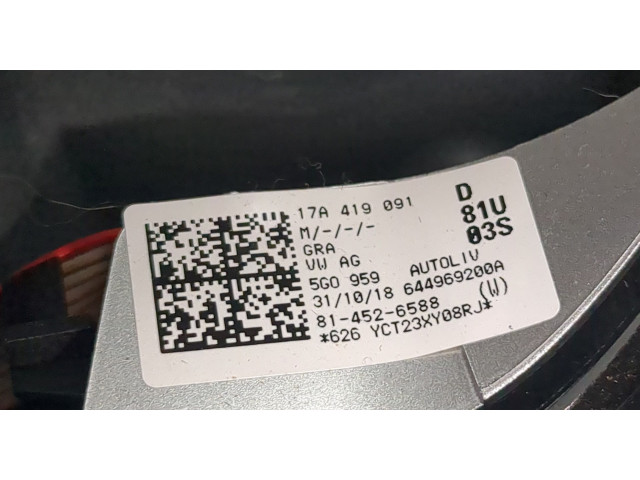 17A 419 091 D
M/-/-/- 81U
GRA 03S
VW AG
5G0 959 AUTOLIV
31/10/18 644969200A
81-452-6588 (W)
*626 YCT23XY08RJ*